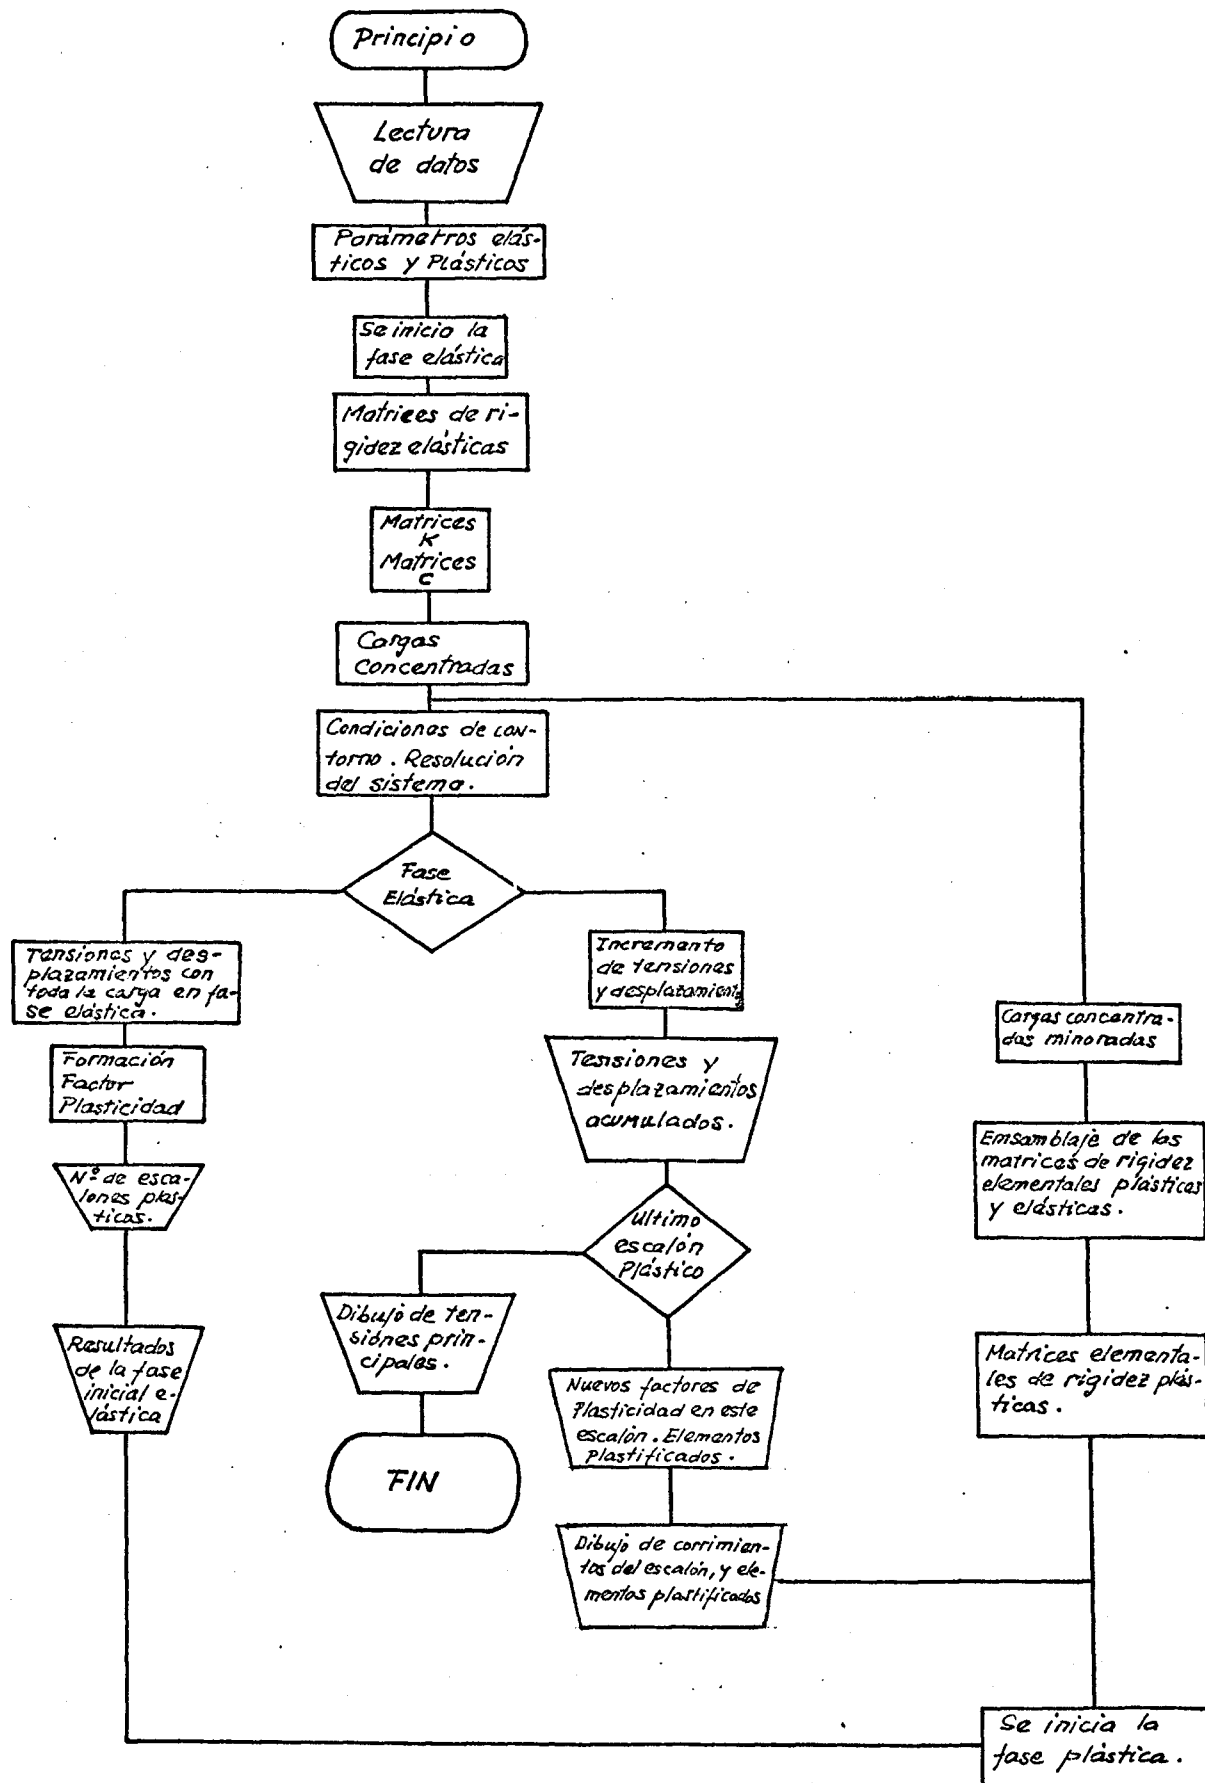 Principio
Lectura
de datos
Parámetros elás-
ticos y Plásticos
Se inicio la
fase elástica
Matrices de ri-
gidez elásticas
Matrices
K
Matrices
C
Cargas
Concentradas
Condiciones de con-
torno. Resolución
del sistema.
Fase
Elástica
Tensiones y des-
plazamientos con
toda la carga en fa-
se elástica.
Formación
Factor
Plasticidad
Nº de esca-
lones plás-
ticas.
Resultados
de la fase
inicial e-
lástica
Incremento
de tensiones
y desplazamient.
Tensiones y
desplazamientos
acumulados.
Ultimo
escalón
Plástico
Dibujo de ten-
siones prin-
cipales.
FIN
Nuevos factores de
Plasticidad en este
escalón. Elementos
Plastificados.
Dibujo de corrimien-
tos del escalón, y ele-
mentos plastificados
Cargas concentra-
das minoradas
Emsamblaje de las
matrices de rigidez
elementales plásticas
y elásticas.
Matrices elementa-
les de rigidez plás-
ticas.
Se inicia la
fase plástica.